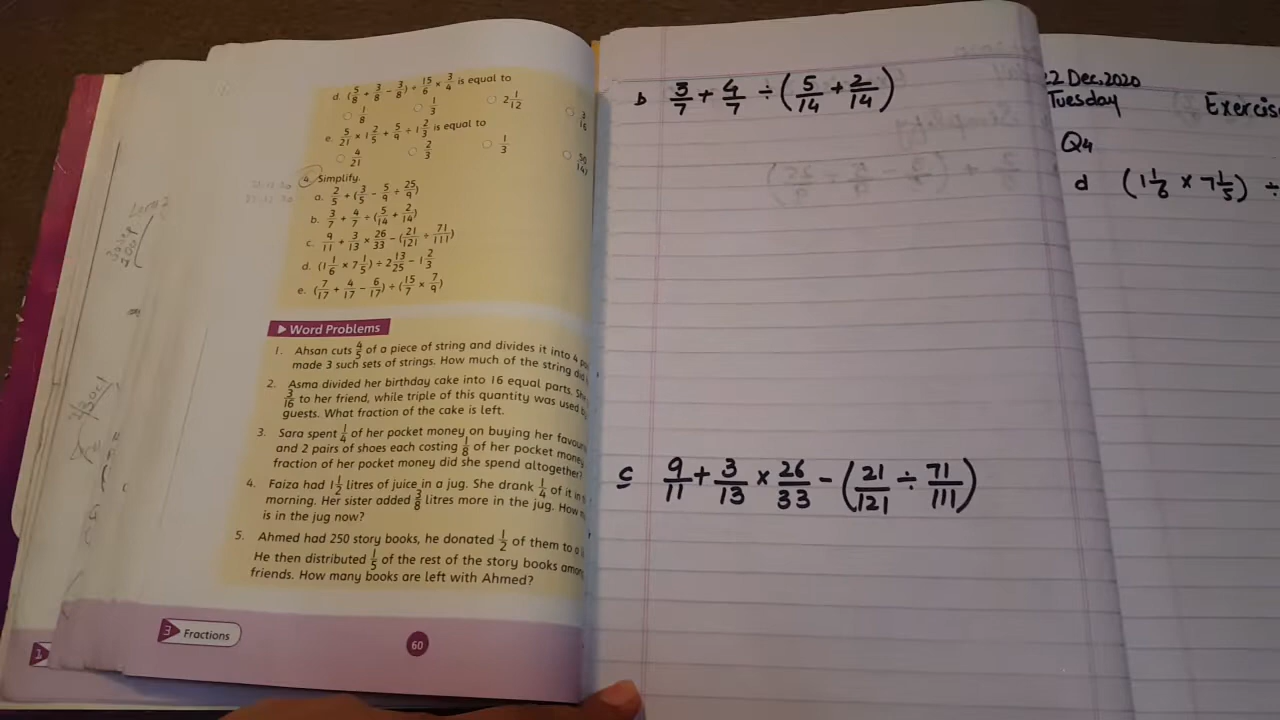 d. (5/8 + 3/8 − 3/8) ÷ 15/6 × 3/4 is equal to
1/8 1/3 2 1/12 3/16
e. 5/21 × 1 2/5 + 5/9 ÷ 1 2/3 is equal to
4/21 2/3 1/3
4. Simplify.
a. 2/5 + (3/5 − 5/9 ÷ 25/9)
b. 3/7 + 4/7 ÷ (5/14 + 2/14)
c. 9/11 + 3/13 × 26/33 − (21/121 ÷ 71/111)
d. (1 1/6 × 7 1/5) ÷ 2 13/25 − 1 2/3
e. (7/17 + 4/17 − 6/17) ÷ (15/7 × 7/9)
Word Problems
1. Ahsan cuts 4/5 of a piece of string and divides it into 4
made 3 such sets of strings. How much of the string did
2. Asma divided her birthday cake into 16 equal parts.
3/16 to her friend, while triple of this quantity was used
guests. What fraction of the cake is left.
3. Sara spent 1/4 of her pocket money on buying her
and 2 pairs of shoes each costing 1/8 of her pocket money
fraction of her pocket money did she spend altogether?
4. Faiza had 1 1/2 litres of juice in a jug. She drank 1/4 of it in
morning. Her sister added 3/8 litres more in the jug. How
is in the jug now?
5. Ahmed had 250 story books, he donated 1/2 of them to a
He then distributed 1/5 of the rest of the story books
friends. How many books are left with Ahmed?
3 Fractions
60
b 3/7 + 4/7 ÷ (5/14 + 2/14)
c 9/11 + 3/13 × 26/33 − (21/121 ÷ 71/111)
2 Dec.2020
Tuesday
Q4
d (1 1/6 × 7 1/5) ÷